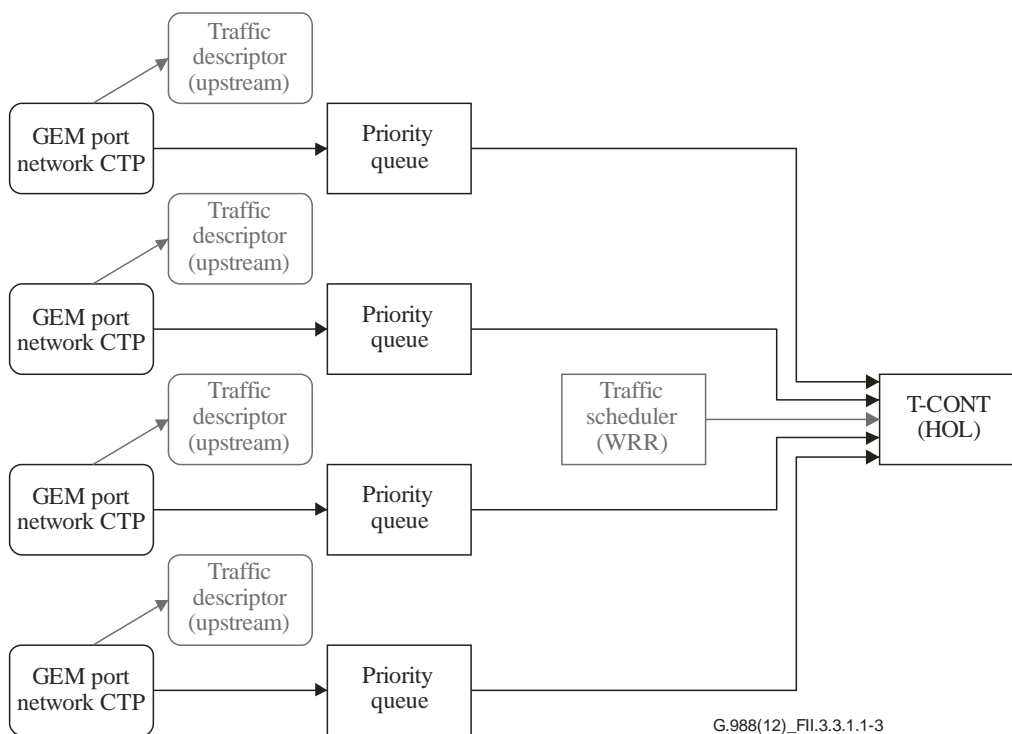 Traffic
descriptor
(upstream)
GEM port
network CTP
Priority
queue
Traffic
descriptor
(upstream)
GEM port
network CTP
Priority
queue
Traffic
scheduler
(WRR)
T-CONT
(HOL)
Traffic
descriptor
(upstream)
GEM port
network CTP
Priority
queue
Traffic
descriptor
(upstream)
GEM port
network CTP
Priority
queue
G.988(12)_FII.3.3.1.1-3